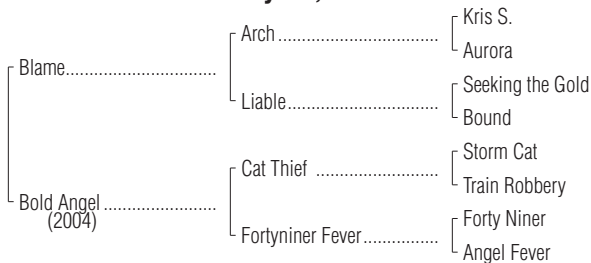 Kris S.
Arch ........................................
Aurora
Blame..............................
Seeking the Gold
Liable......................................
Bound
Storm Cat
Cat Thief ................................
Train Robbery
Bold Angel ......................
(2004)
Forty Niner
Fortyniner Fever...................
Angel Fever